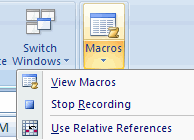 Switch
Windows
Macros
View Macros
Stop Recording
M
Use Relative References